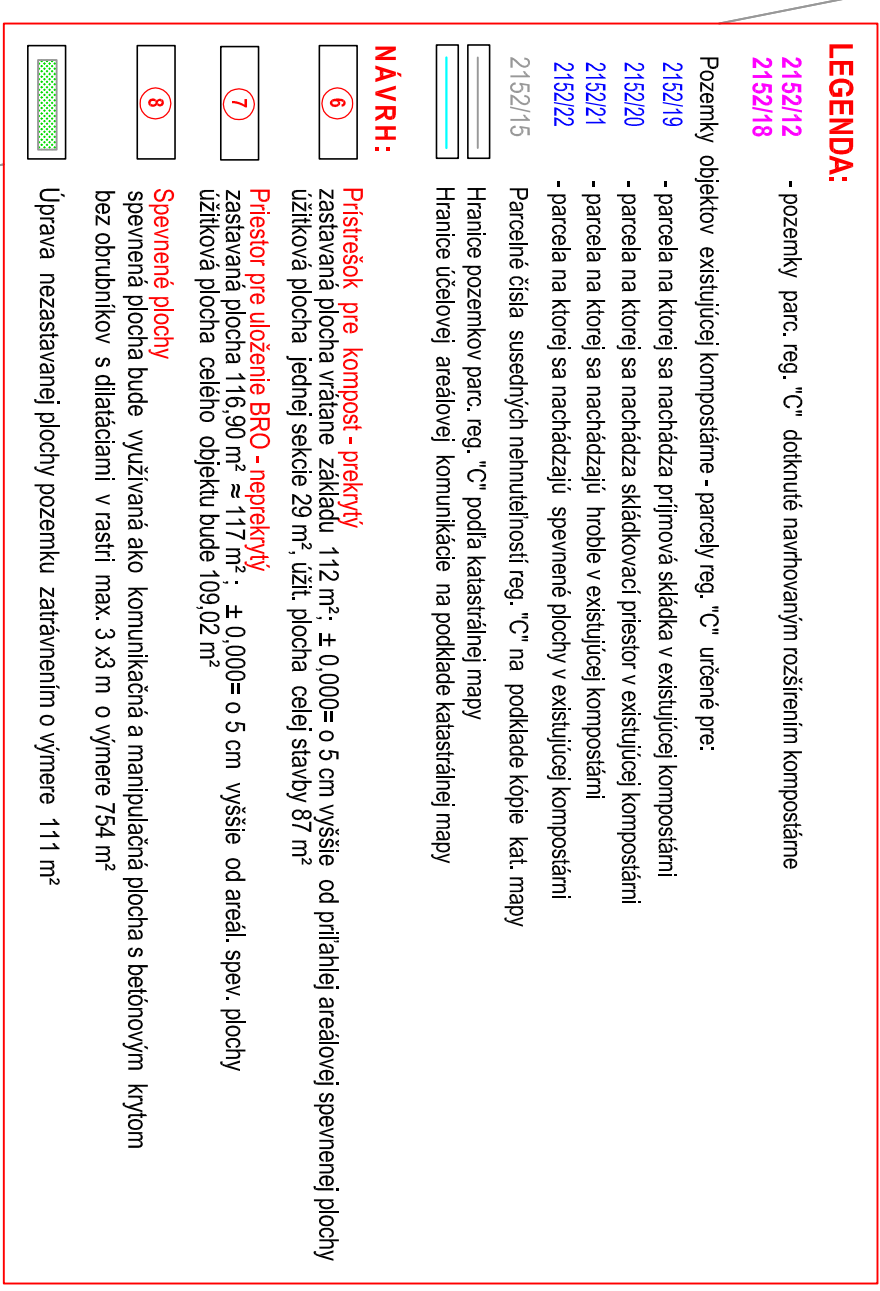 LEGENDA:
2152/12 - pozemky parc. reg. "C" dotknuté navrhovaným rozšírením kompostárne
2152/18
Pozemky objektov existujúcej kompostárne - parcely reg. "C" určené pre:
2152/19 - parcela na ktorej sa nachádza príjmová skládka v existujúcej kompostárni
2152/20 - parcela na ktorej sa nachádza skládkovací priestor v existujúcej kompostárni
2152/21 - parcela na ktorej sa nachádzajú hroble v existujúcej kompostárni
2152/22 - parcela na ktorej sa nachádzajú spevnené plochy v existujúcej kompostárni
2152/15 Parcelné čísla susedných nehnuteľností reg. "C" na podklade kópie kat. mapy
Hranice pozemkov parc. reg. "C" podľa katastrálnej mapy
Hranice účelovej areálovej komunikácie na podklade katastrálnej mapy
NÁVRH:
6 Prístrešok pre kompost - prekrytý
zastavaná plocha vrátane základu 112 m²; ± 0,000= o 5 cm vyššie od priľahlej areálovej spevnenej plochy
úžitková plocha jednej sekcie 29 m², úžit. plocha celej stavby 87 m²
7 Priestor pre uloženie BRO - neprekrytý
zastavaná plocha 116,90 m² ≈ 117 m²; ± 0,000= o 5 cm vyššie od areál. spev. plochy
úžitková plocha celého objektu bude 109,02 m²
8 Spevnené plochy
spevnená plocha bude využívaná ako komunikačná a manipulačná plocha s betónovým krytom
bez obrubníkov s dilatáciami v rastri max. 3 x3 m o výmere 754 m²
Úprava nezastavanej plochy pozemku zatrávnením o výmere 111 m²